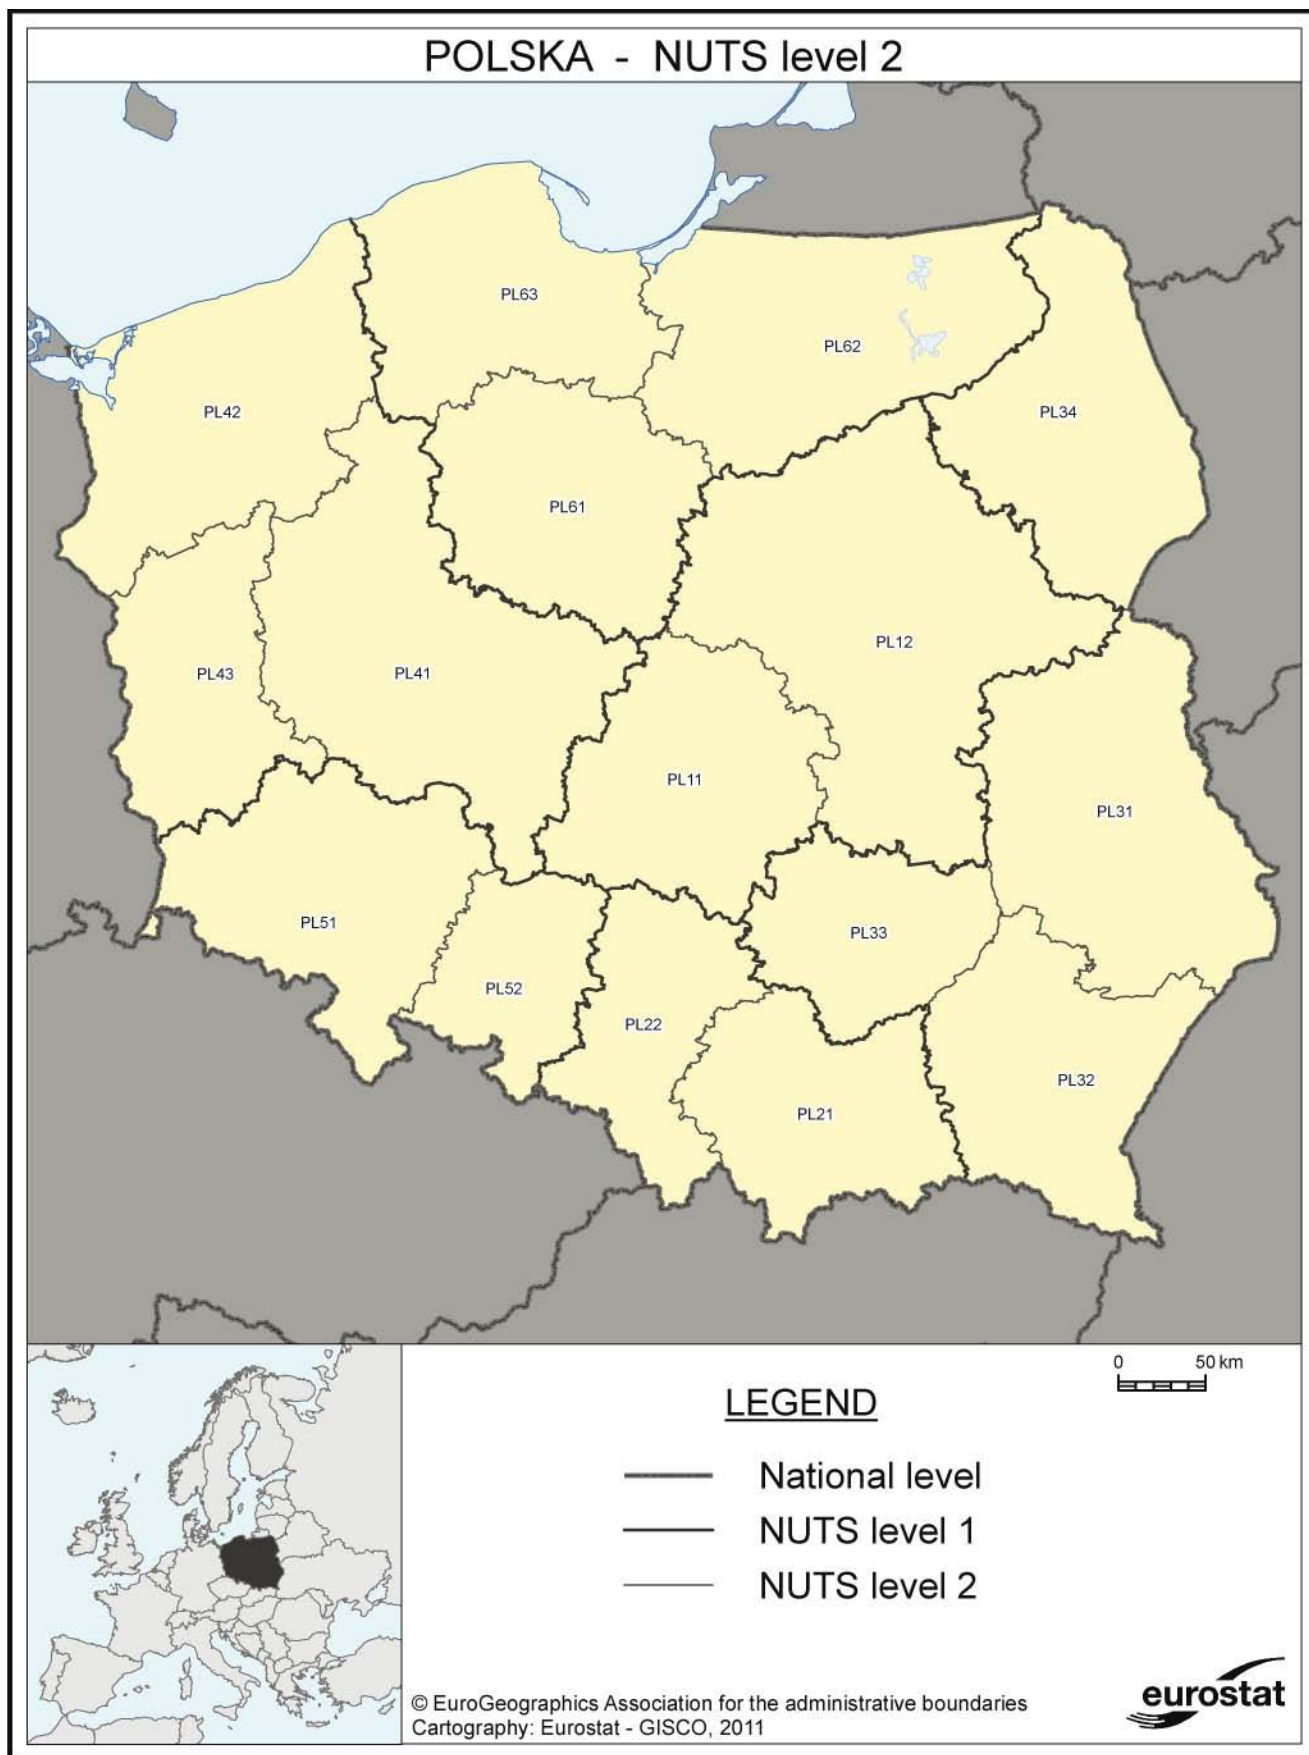 POLSKA - NUTS level 2
PL63
PL62
PL42
PL34
PL61
PL12
PL43
PL41
PL11
PL31
PL51
PL33
PL52
PL22
PL32
PL21
0 50 km
LEGEND
National level
NUTS level 1
NUTS level 2
© EuroGeographics Association for the administrative boundaries
Cartography: Eurostat - GISCO, 2011
eurostat